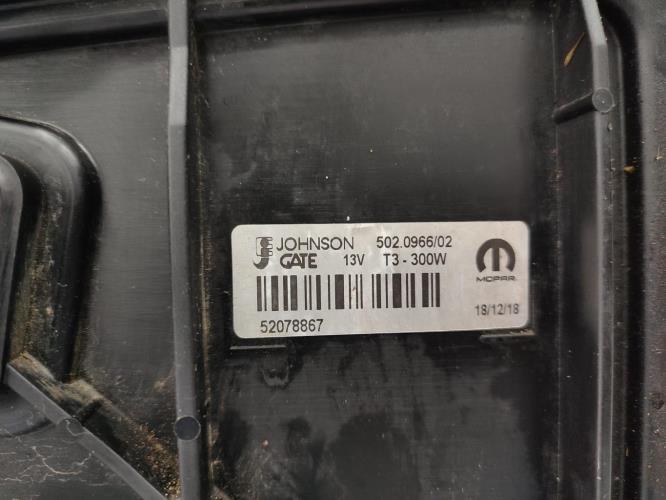 JOHNSON 502.0966/02
GATE 13V T3-300W
MOPAR
52078867 18/12/18